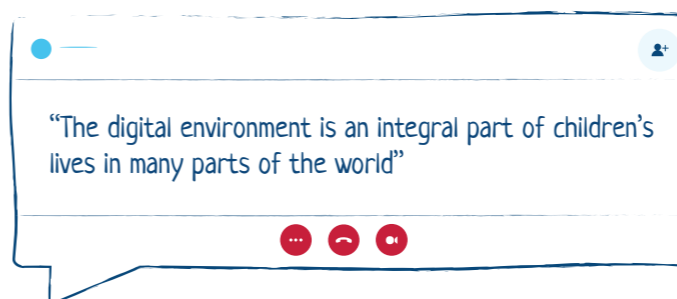 “The digital environment is an integral part of children’s
lives in many parts of the world”